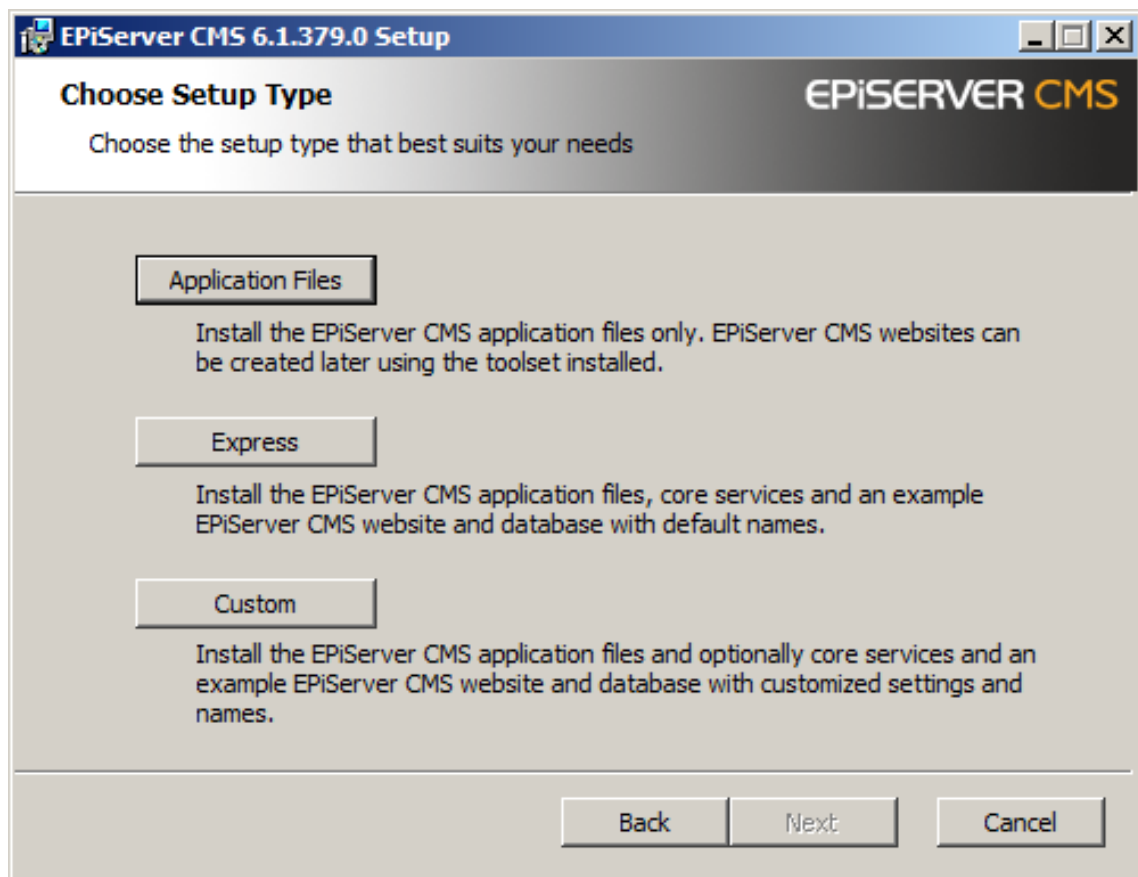 EPiServer CMS 6.1.379.0 Setup
Choose Setup Type
EPiSERVER CMS
Choose the setup type that best suits your needs
Application Files
Install the EPiServer CMS application files only. EPiServer CMS websites can
be created later using the toolset installed.
Express
Install the EPiServer CMS application files, core services and an example
EPiServer CMS website and database with default names.
Custom
Install the EPiServer CMS application files and optionally core services and an
example EPiServer CMS website and database with customized settings and
names.
Back Next Cancel